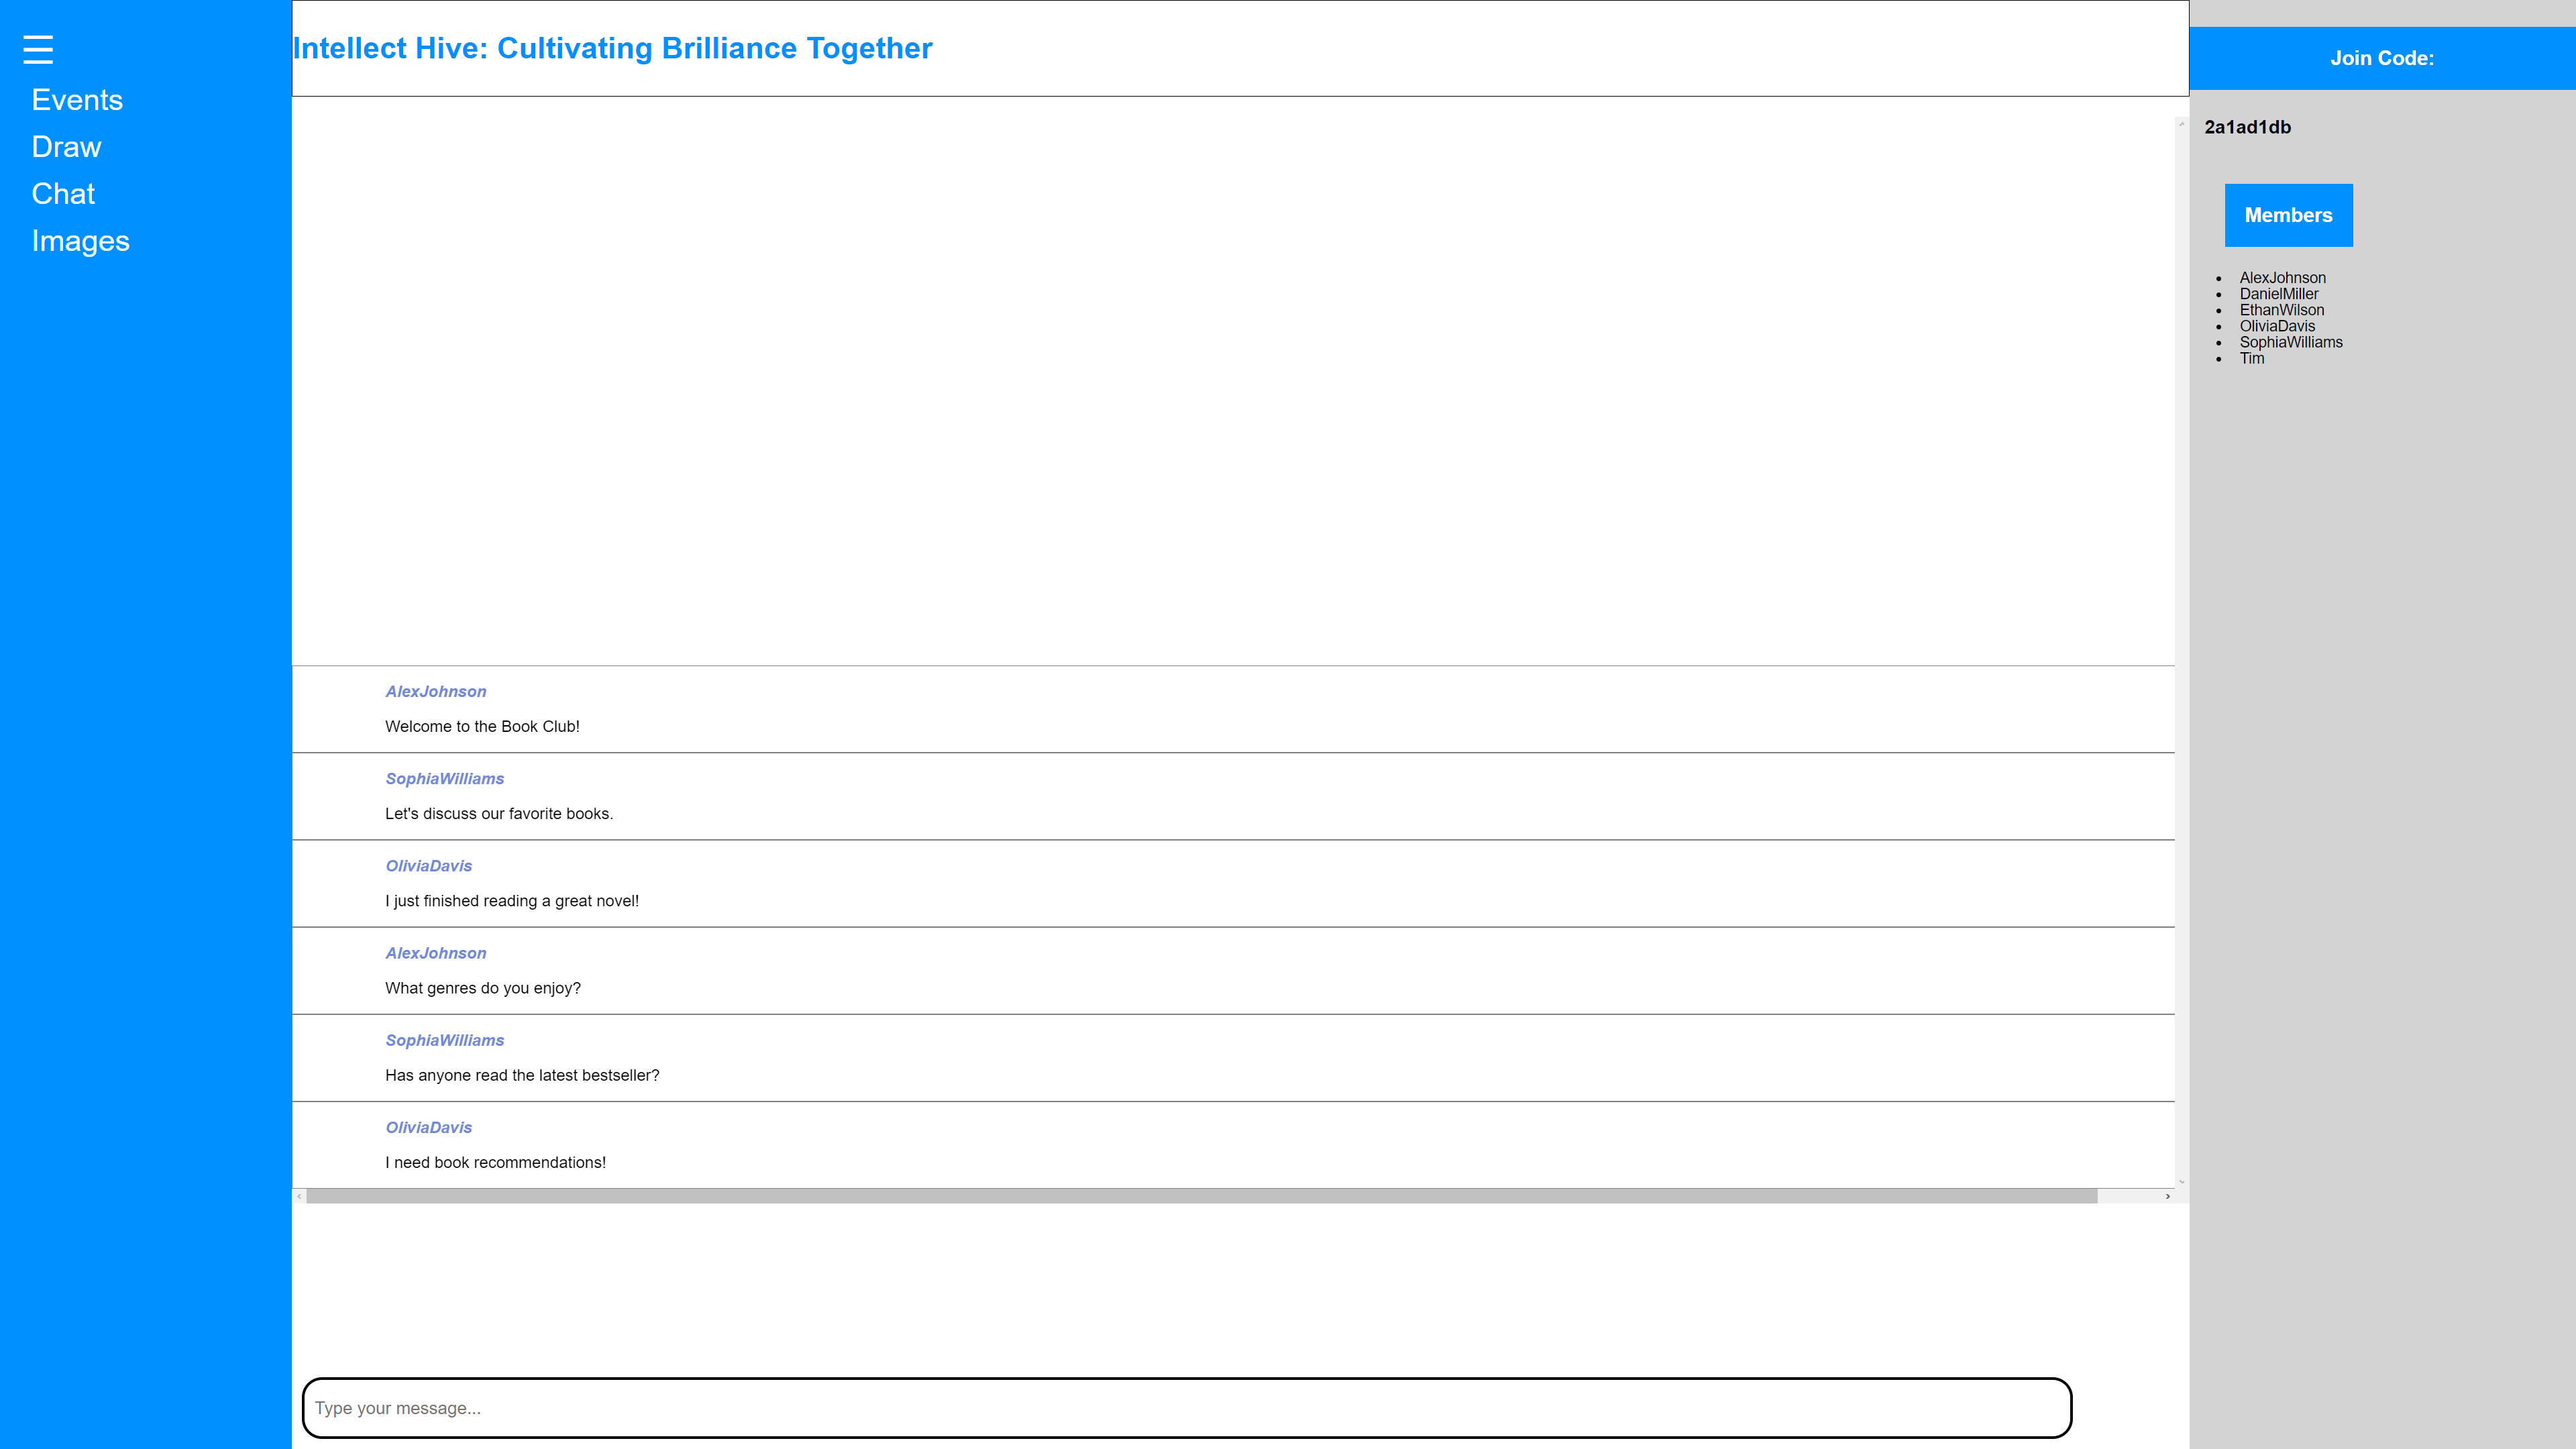 ☰
Events
Draw
Chat
Images
Intellect Hive: Cultivating Brilliance Together
AlexJohnson
Welcome to the Book Club!
SophiaWilliams
Let's discuss our favorite books.
OliviaDavis
I just finished reading a great novel!
AlexJohnson
What genres do you enjoy?
SophiaWilliams
Has anyone read the latest bestseller?
OliviaDavis
I need book recommendations!
Type your message...
Join Code:
2a1ad1db
Members
• AlexJohnson
• DanielMiller
• EthanWilson
• OliviaDavis
• SophiaWilliams
• Tim